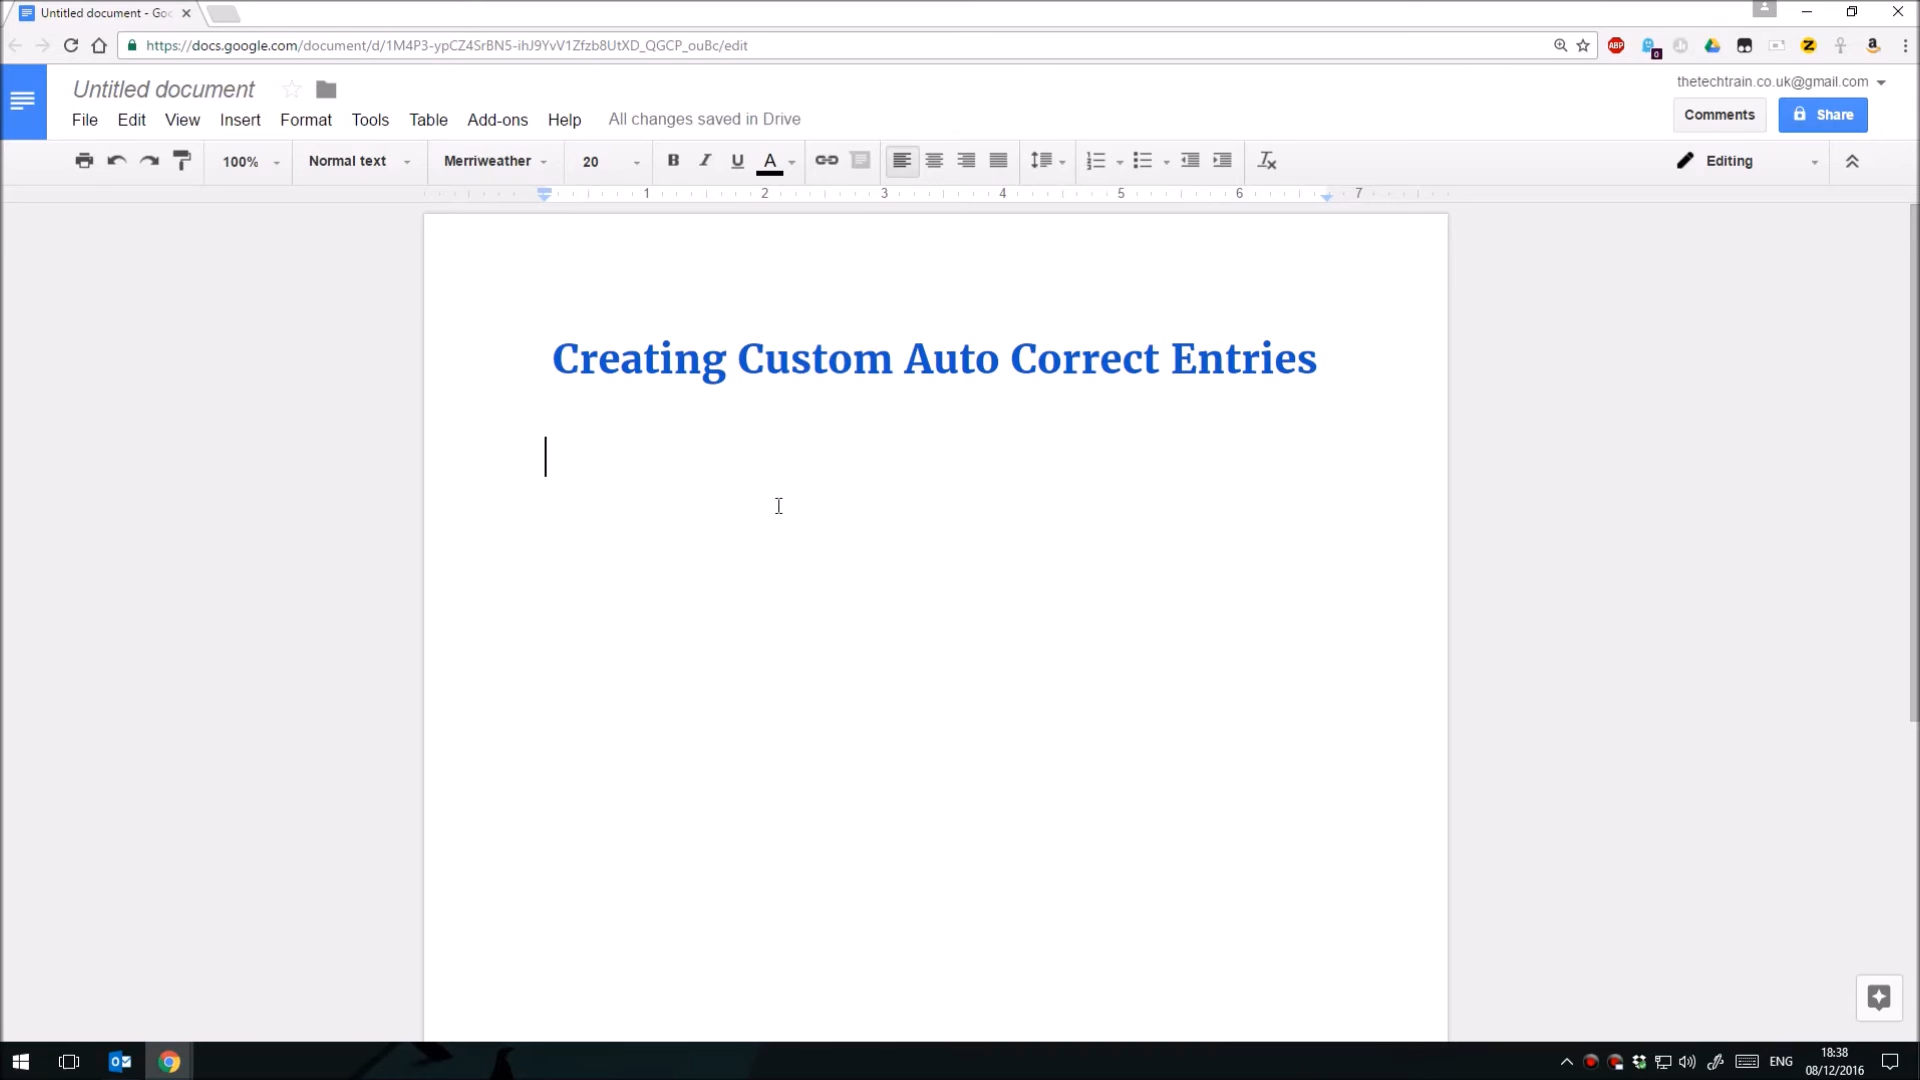 Untitled document - Goo
https://docs.google.com/document/d/1M4P3-ypCZ4SrBN5-ihJ9YvV1Zfzb8UtXD_QGCP_ouBc/edit
ABP
0
Untitled document
thetechtrain.co.uk@gmail.com
File Edit View Insert Format Tools Table Add-ons Help All changes saved in Drive
Comments
Share
100% Normal text Merriweather 20 B I U A Editing
1 2 3 4 5 6 7
Creating Custom Auto Correct Entries
ENG
18:38
08/12/2016